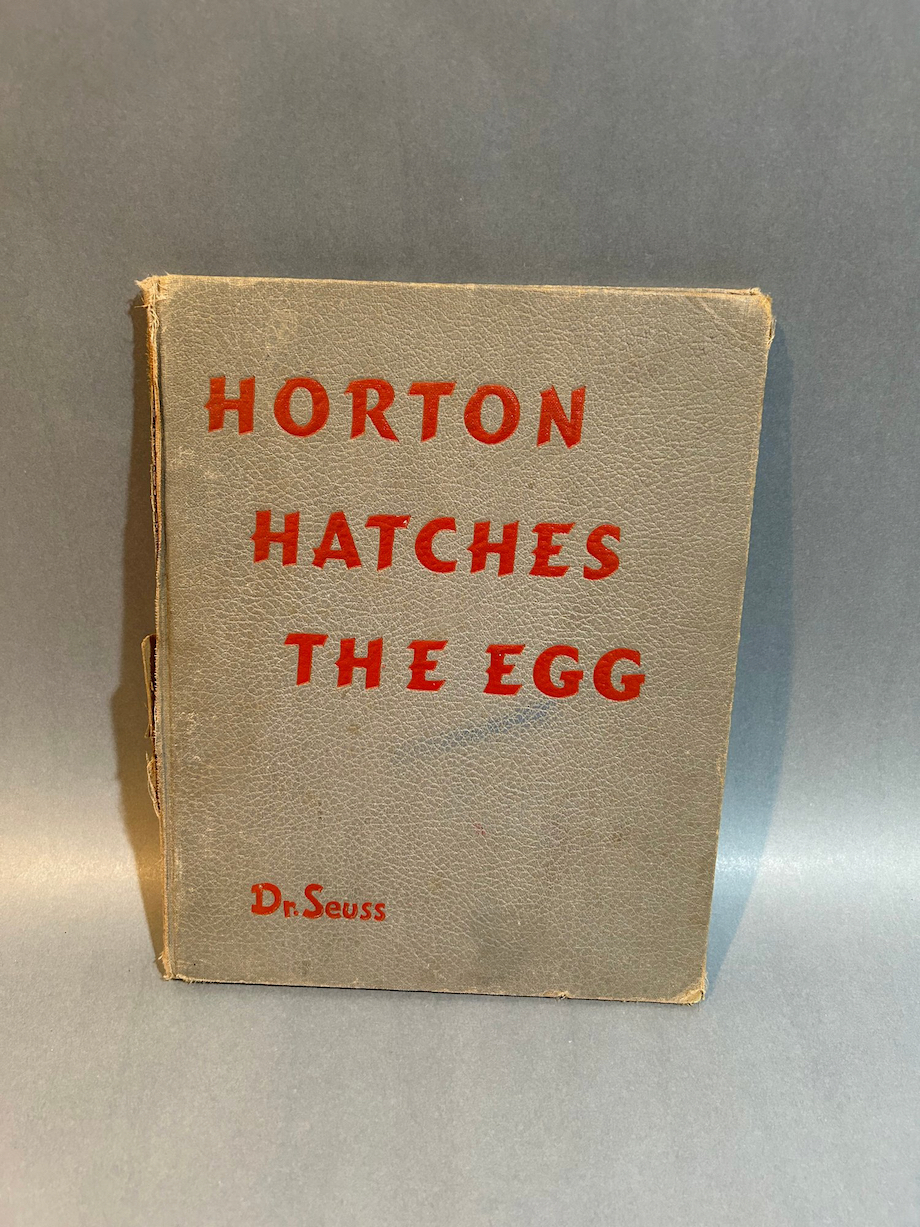 HORTON
HATCHES
THE EGG
Dr. Seuss